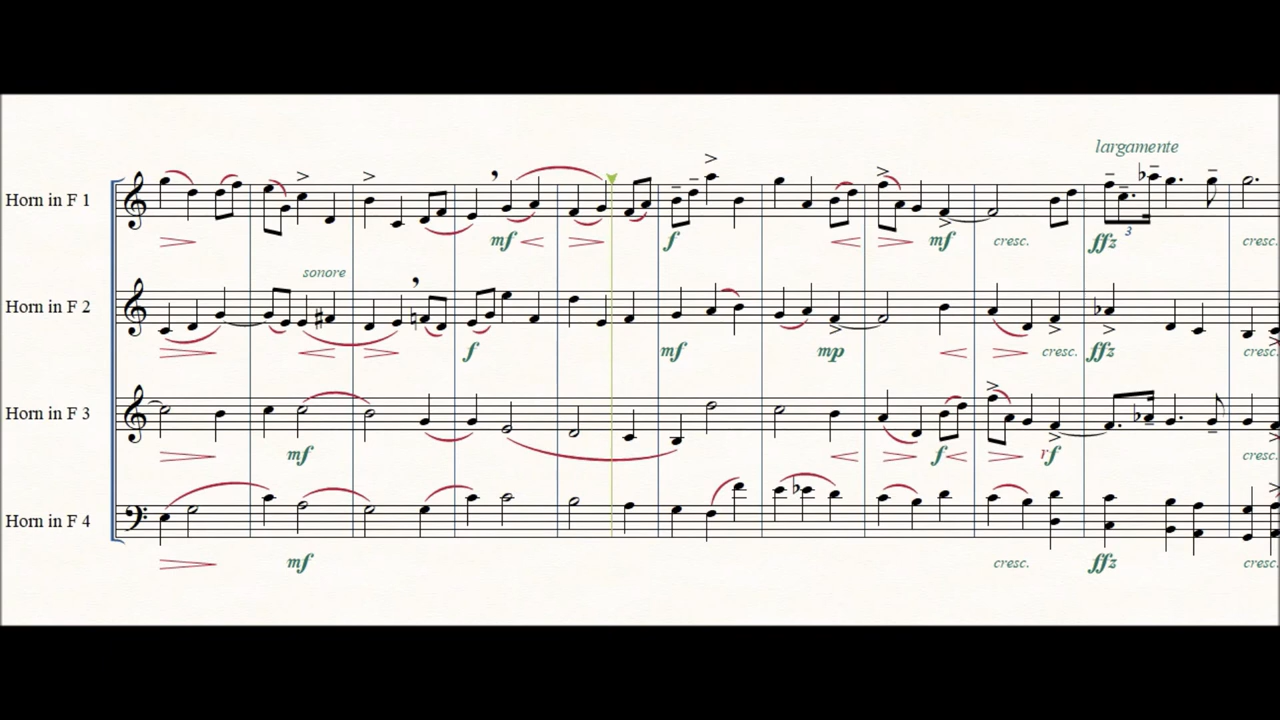 largamente
Horn in F 1
mf
f
mf
cresc.
ffz
3
cresc.
sonore
Horn in F 2
f
mf
mp
cresc.
ffz
cresc.
Horn in F 3
mf
f
rf
cresc.
Horn in F 4
mf
cresc.
ffz
cresc.